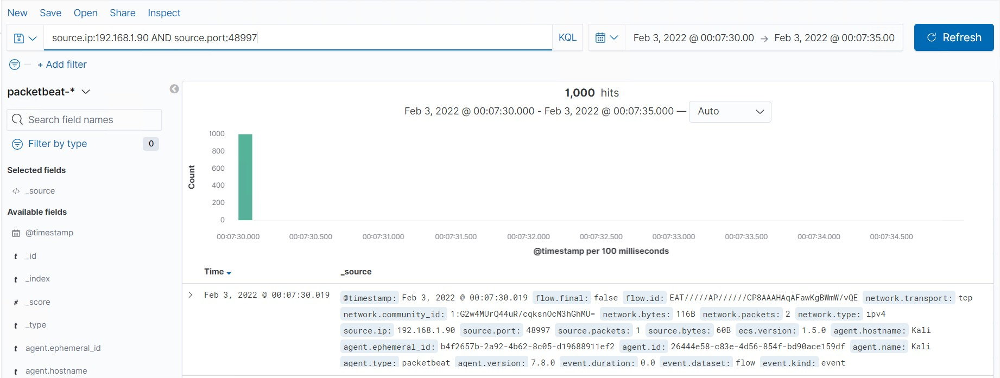 New Save Open Share Inspect
source.ip:192.168.1.90 AND source.port:48997 KQL Feb 3, 2022 @ 00:07:30.00 → Feb 3, 2022 @ 00:07:35.00 Refresh
+ Add filter
packetbeat-*
Search field names
Filter by type 0
Selected fields
</> _source
Available fields
@timestamp
t _id
t _index
# _score
t _type
t agent.ephemeral_id
t agent.hostname
1,000 hits
Feb 3, 2022 @ 00:07:30.000 - Feb 3, 2022 @ 00:07:35.000 — Auto
Count
1000
800
600
400
200
0
00:07:30.000 00:07:30.500 00:07:31.000 00:07:31.500 00:07:32.000 00:07:32.500 00:07:33.000 00:07:33.500 00:07:34.000 00:07:34.500
@timestamp per 100 milliseconds
Time _source
Feb 3, 2022 @ 00:07:30.019 @timestamp: Feb 3, 2022 @ 00:07:30.019 flow.final: false flow.id: EAT/////AP//////CP8AAAHAqAFawKgBWmW/vQE network.transport: tcp
network.community_id: 1:G2w4MUrQ44uR/cqksnOcM3hGhMU= network.bytes: 116B network.packets: 2 network.type: ipv4
source.ip: 192.168.1.90 source.port: 48997 source.packets: 1 source.bytes: 60B ecs.version: 1.5.0 agent.hostname: Kali
agent.ephemeral_id: b4f2657b-2a92-4b62-8c05-d19688911ef2 agent.id: 26444e58-c83e-4d56-854f-bd90ace159df agent.name: Kali
agent.type: packetbeat agent.version: 7.8.0 event.duration: 0.0 event.dataset: flow event.kind: event